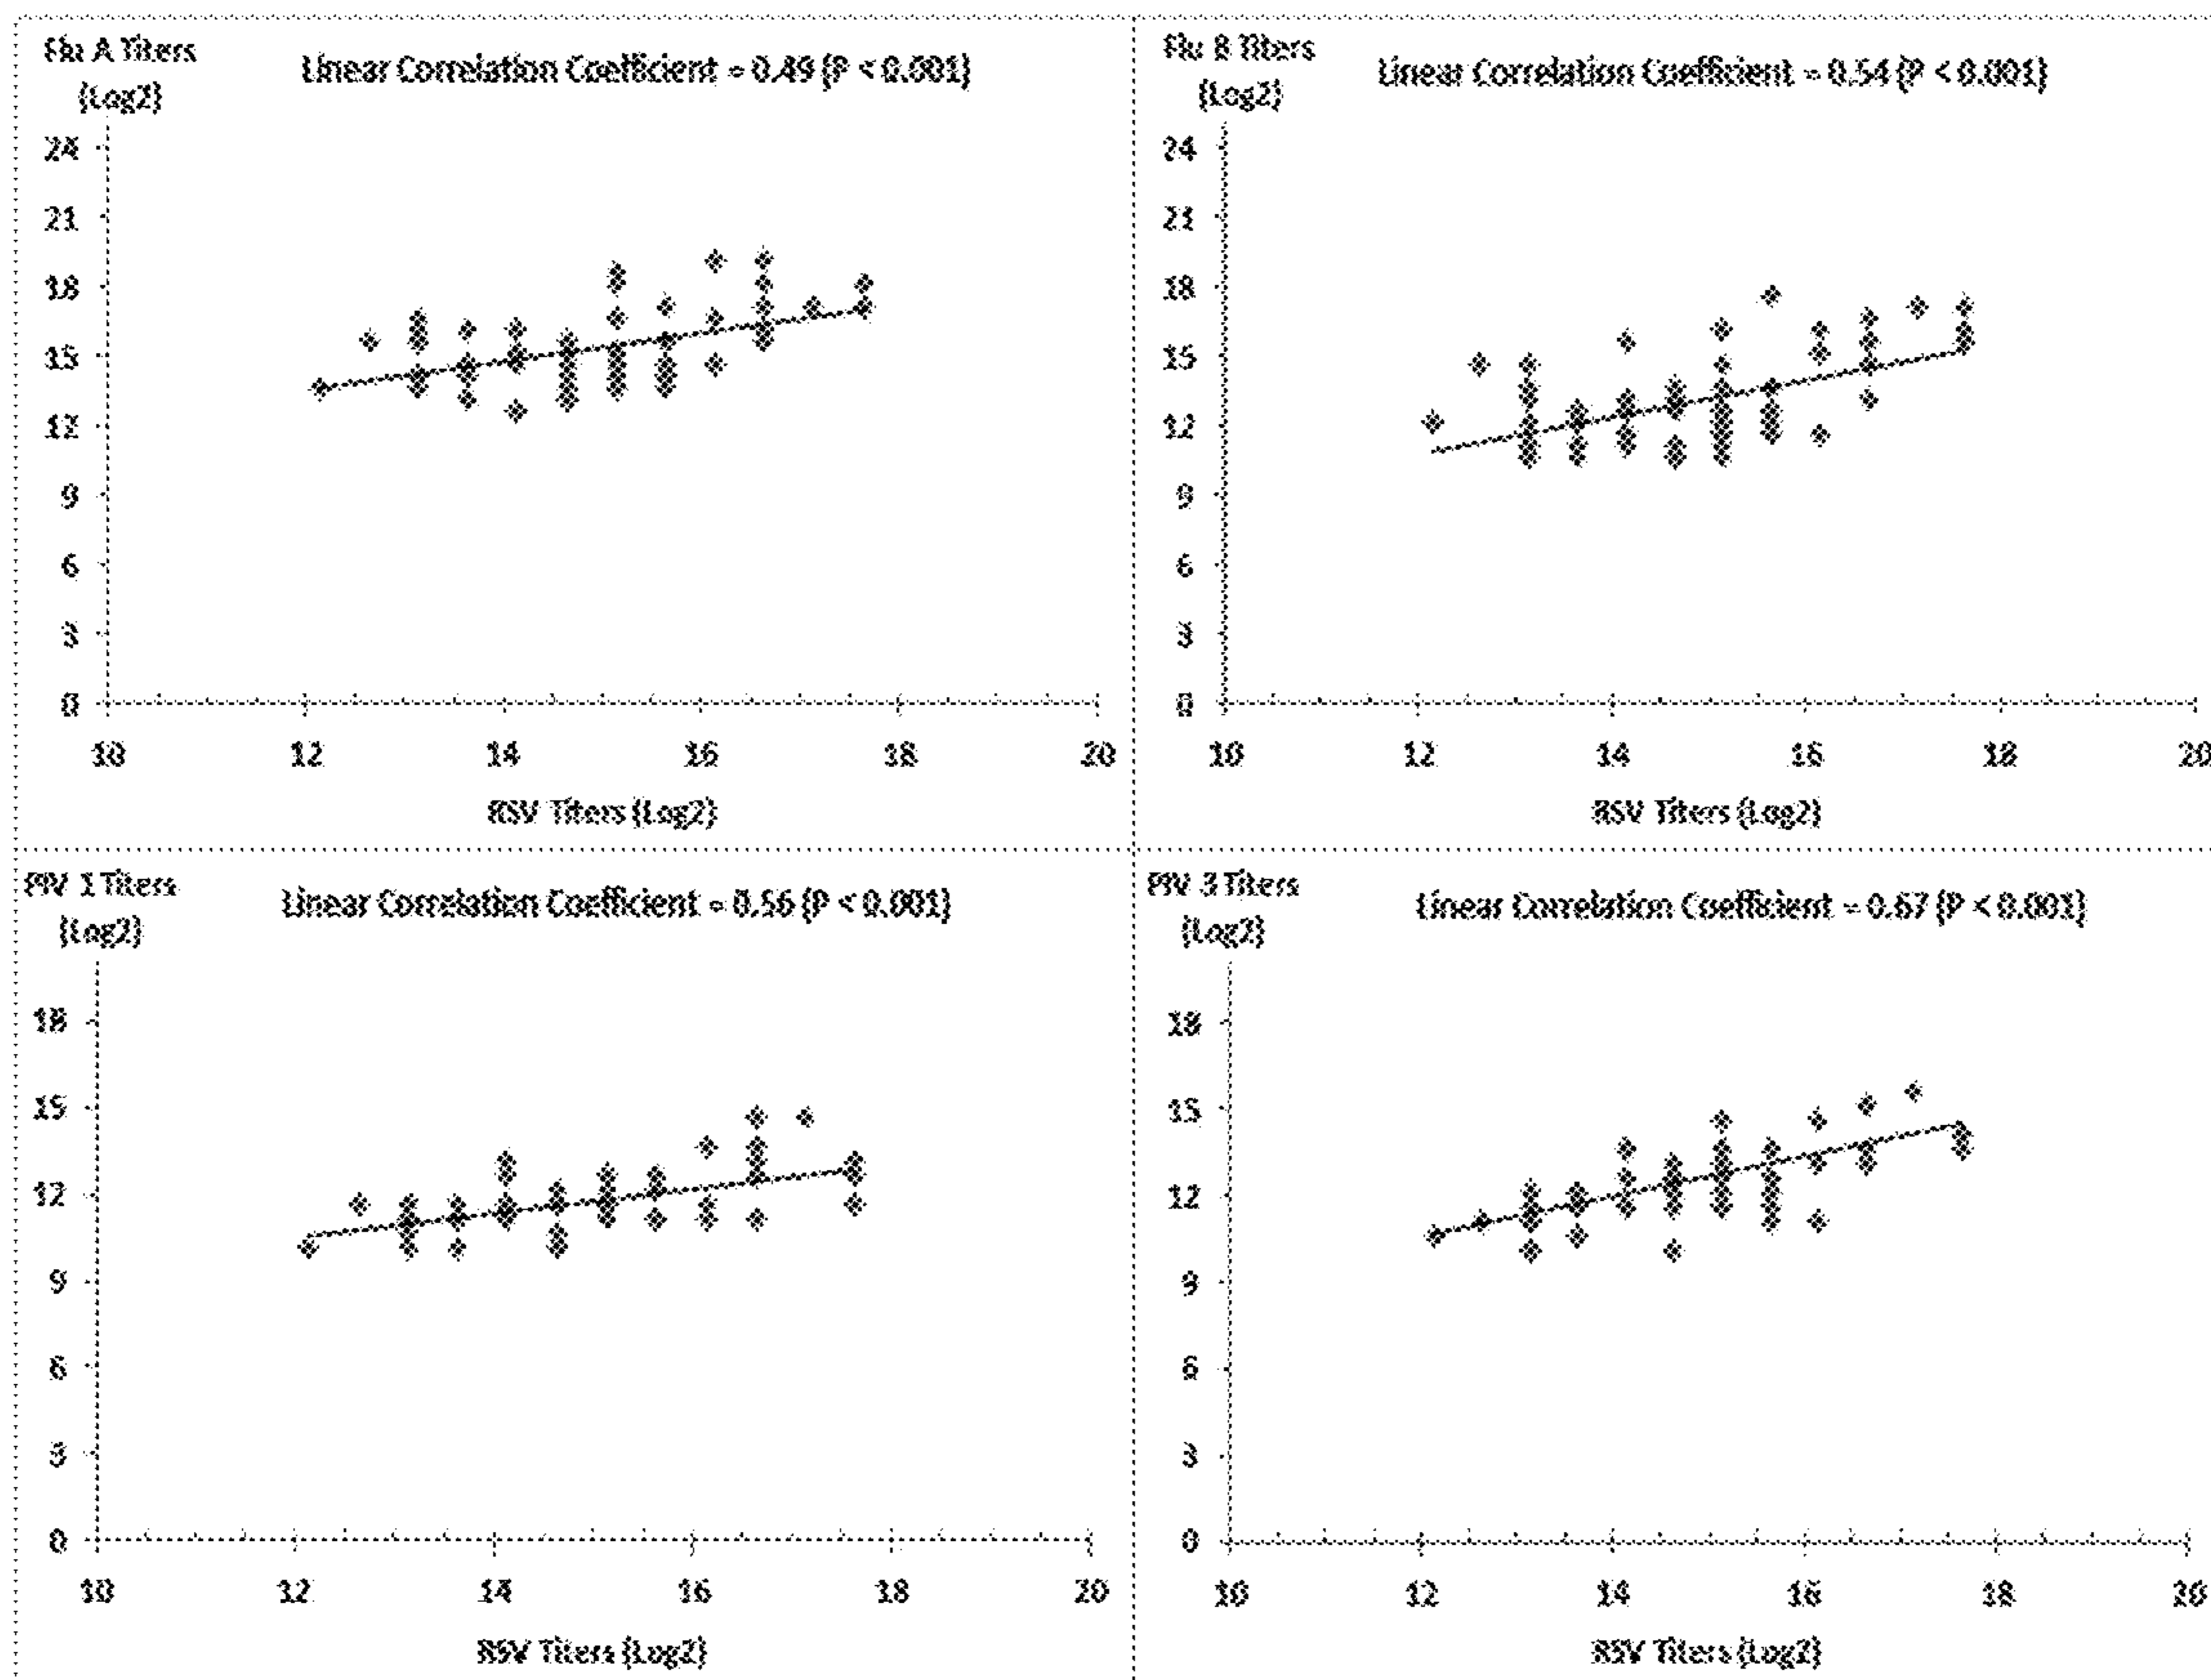 Flu A Titers
(Log2)
Linear Correlation Coefficient = 0.49 (P < 0.001)
24
21
18
15
12
9
6
3
0
10 12 14 16 18 20
RSV Titers (Log2)
Flu B Titers
(Log2)
Linear Correlation Coefficient = 0.54 (P < 0.001)
24
21
18
15
12
9
6
3
0
10 12 14 16 18 20
RSV Titers (Log2)
PIV 1 Titers
(Log2)
Linear Correlation Coefficient = 0.56 (P < 0.001)
18
15
12
9
6
3
0
10 12 14 16 18 20
RSV Titers (Log2)
PIV 3 Titers
(Log2)
Linear Correlation Coefficient = 0.67 (P < 0.001)
18
15
12
9
6
3
0
10 12 14 16 18 20
RSV Titers (Log2)